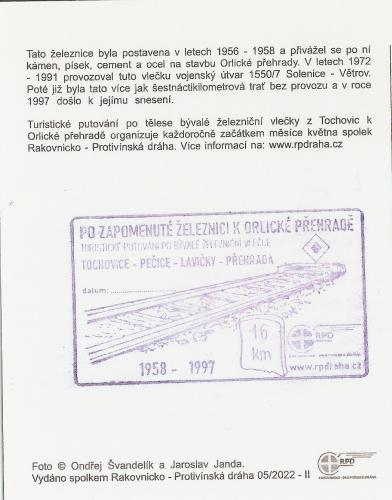 Tato železnice byla postavena v letech 1956 - 1958 a přivážel se po ní
kámen, písek, cement a ocel na stavbu Orlické přehrady. V letech 1972
- 1991 provozoval tuto vlečku vojenský útvar 1550/7 Solenice - Větrov.
Poté již byla tato více jak šestnáctikilometrová trať bez provozu a v roce
1997 došlo k jejímu snesení.
Turistické putování po tělese bývalé železniční vlečky z Tochovic k
Orlické přehradě organizuje každoročně začátkem měsíce května spolek
Rakovnicko - Protivínská dráha. Více informací na: www.rpdraha.cz
PO ZAPOMENUTÉ ŽELEZNICI K ORLICKÉ PŘEHRADĚ
TURISTICKÉ PUTOVÁNÍ PO BÝVALÉ ŽELEZNIČNÍ VLEČCE
TOCHOVICE - PEČICE - LAVIČKY - PŘEHRADA
datum:
16
km
RPD
www.rpdraha.cz
1958 - 1997
Foto © Ondřej Švandelík a Jaroslav Janda.
Vydáno spolkem Rakovnicko - Protivínská dráha 05/2022 - II
RPD
RAKOVNICKO - PROTIVÍNSKÁ DRÁHA